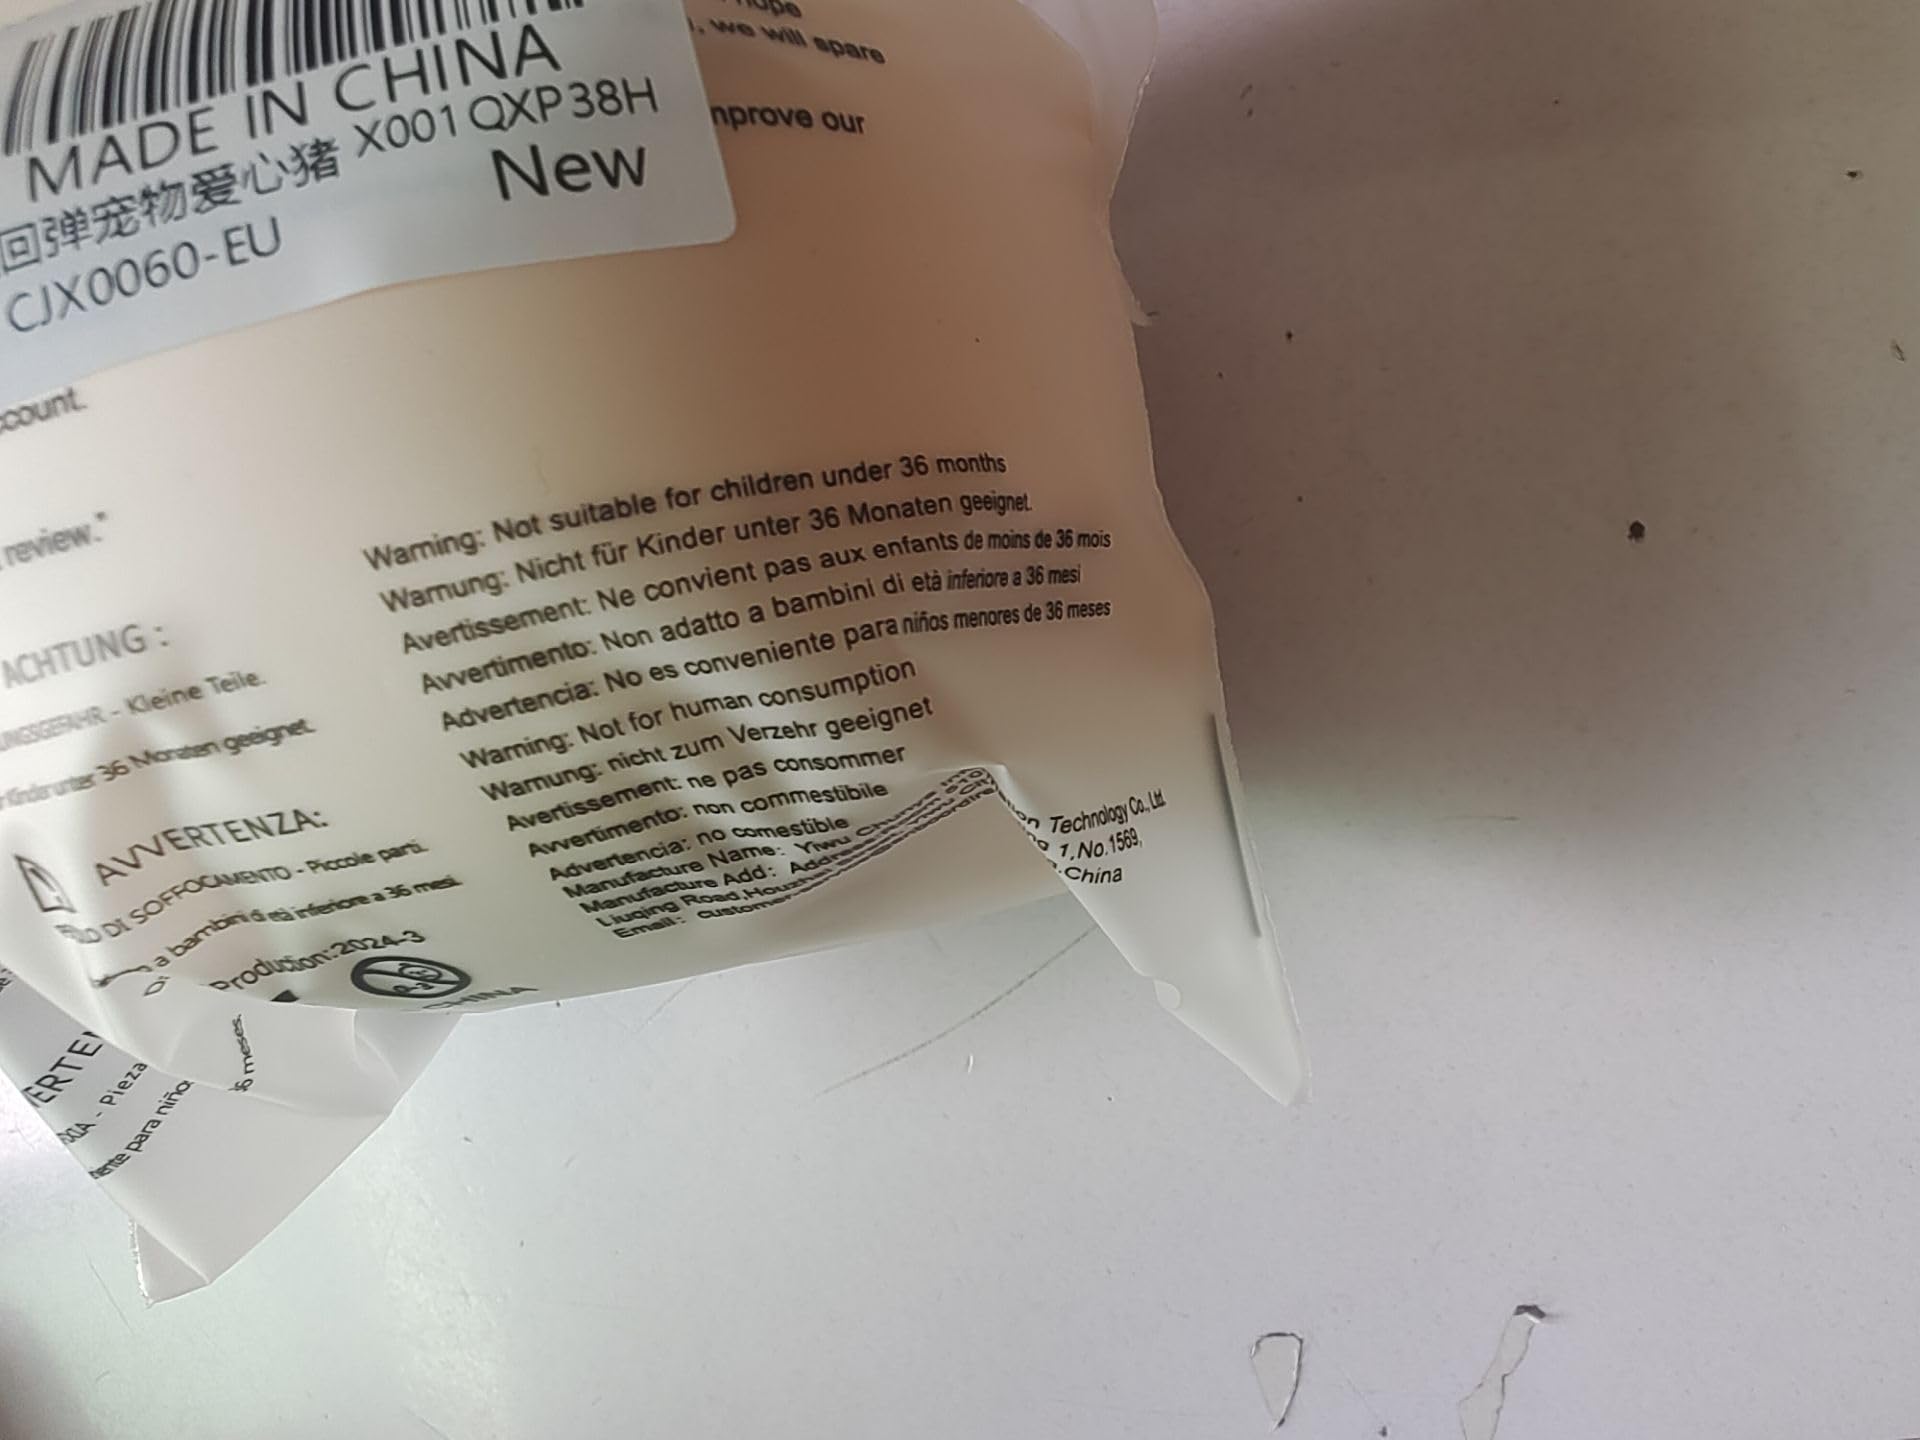 MADE IN CHINA
回弹宠物爱心猪 X001QXP38H
New
CJX0060-EU
, we will spare
our
review."
Warning: Not suitable for children under 36 months
Warnung: Nicht für Kinder unter 36 Monaten geeignet.
Avertissement: Ne convient pas aux enfants de moins de 36 mois
Avvertimento: Non adatto a bambini di età inferiore a 36 mesi
Advertencia: No es conveniente para niños menores de 36 meses
Warning: Not for human consumption
Warnung: nicht zum Verzehr geeignet
Avertissement: ne pas consommer
Avvertimento: non commestibile
Advertencia: no comestible
Manufacture Name: Yiwu Technology Co., Ltd.
Manufacture Add: 1,No.1569,
Liuqing Road, China
Email:
ACHTUNG :
- Kleine Teile.
36 Monaten geeignet.
AVVERTENZA:
DI SOFFOCAMENTO - Piccole parti.
a bambini di età inferiore a 36 mesi.
Production:2024-3
CHINA
- Pieza
para
meses.